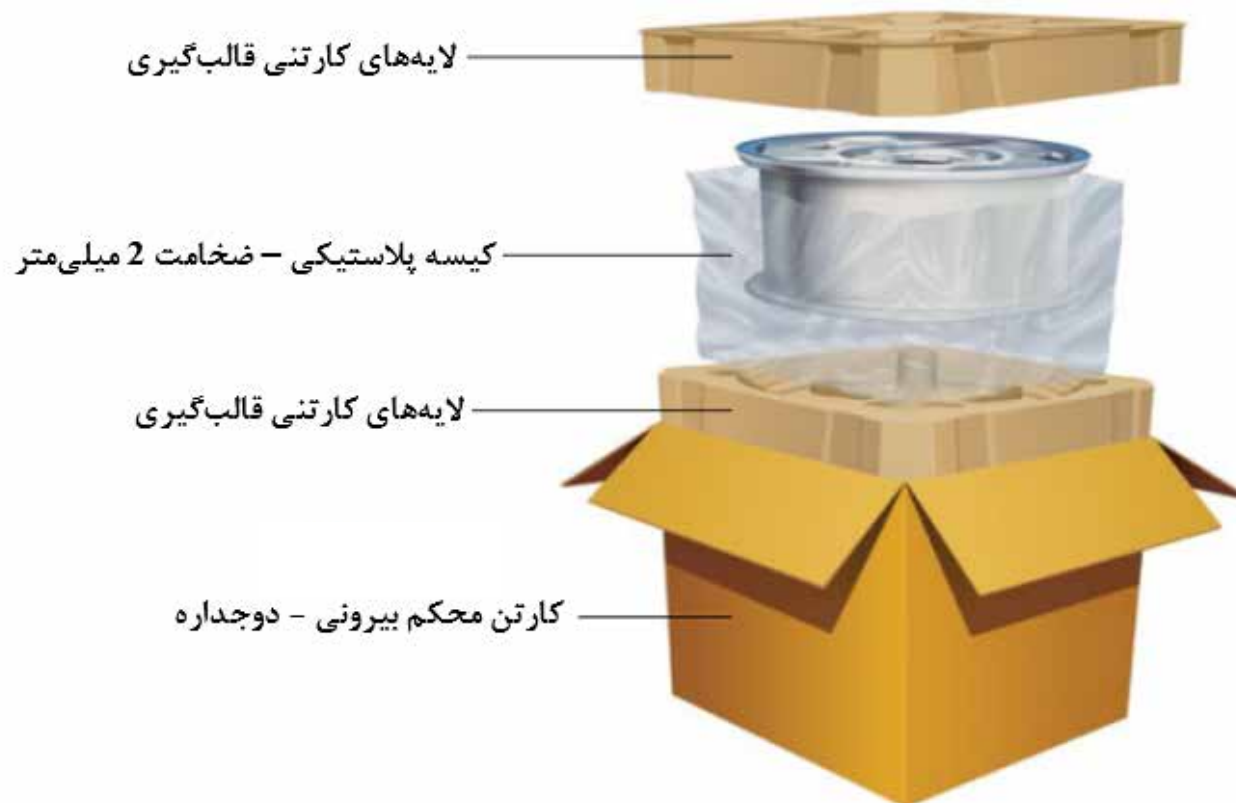 لایه‌های کارتنی قالب‌گیری
کیسه پلاستیکی – ضخامت 2 میلی‌متر
لایه‌های کارتنی قالب‌گیری
کارتن محکم بیرونی - دوجداره